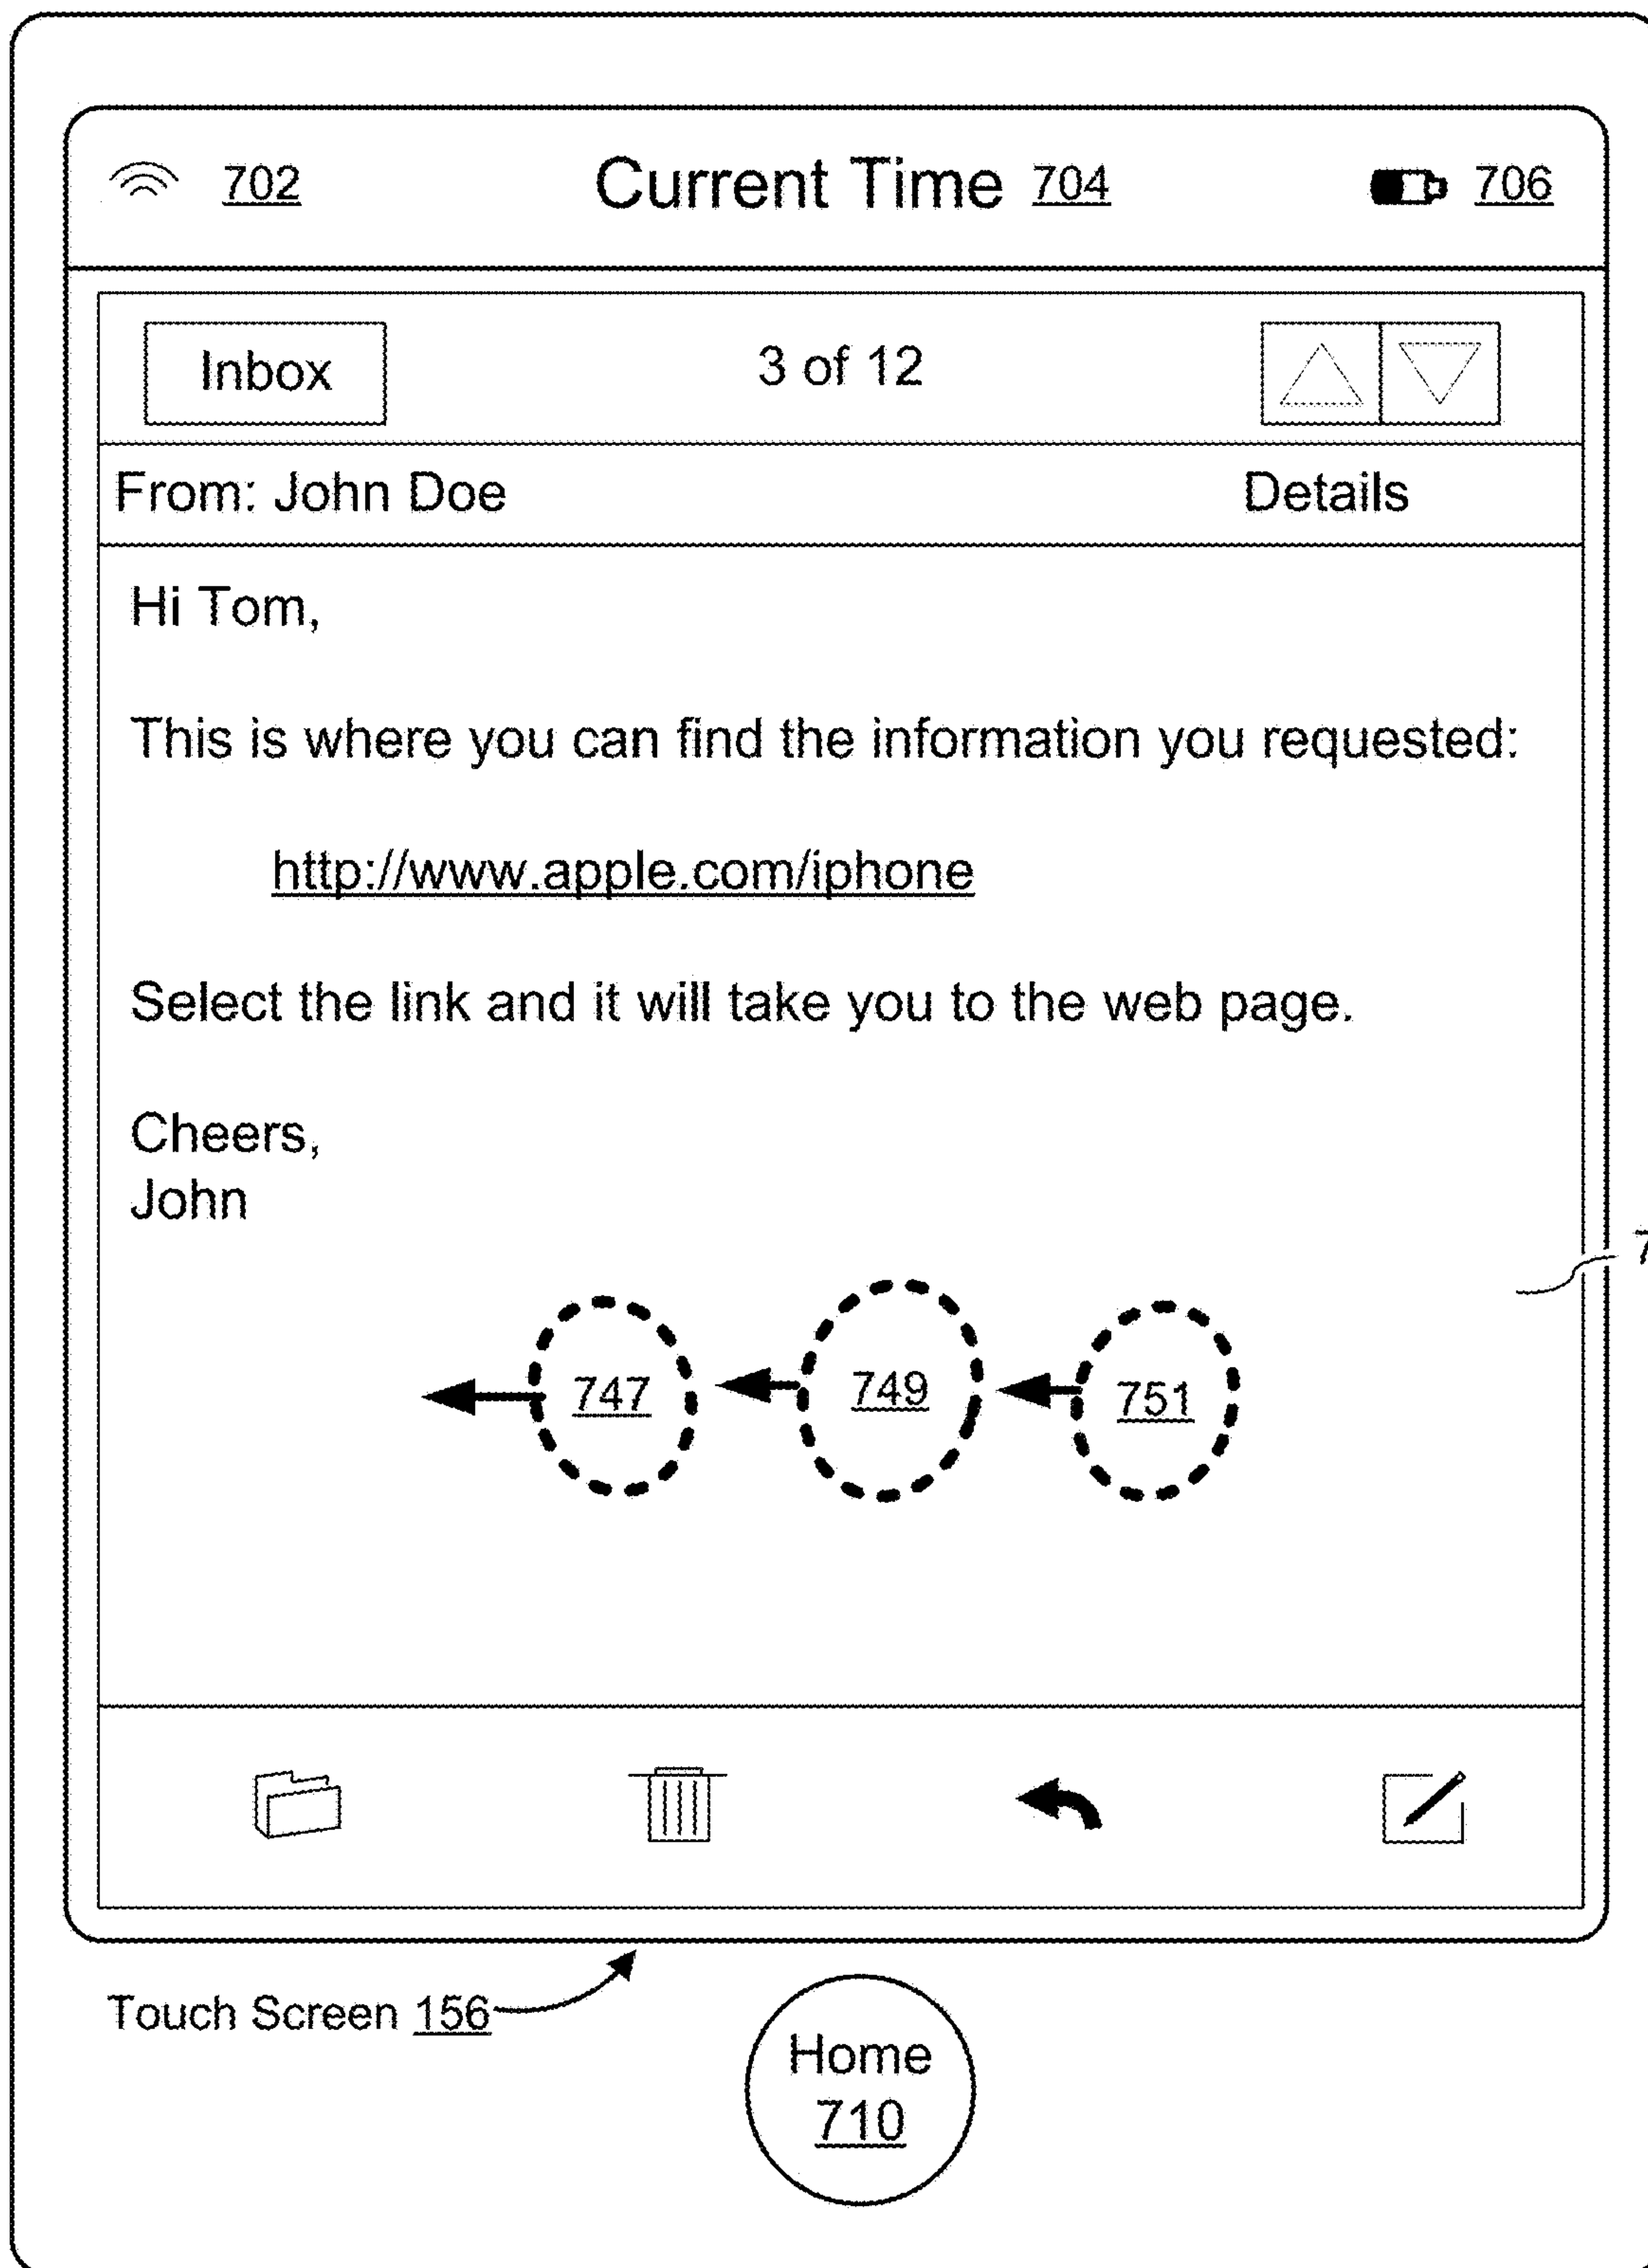 702 Current Time 704 706
Inbox 3 of 12
From: John Doe Details
Hi Tom,
This is where you can find the information you requested:
http://www.apple.com/iphone
Select the link and it will take you to the web page.
Cheers,
John
747 749 751
Touch Screen 156
Home
710